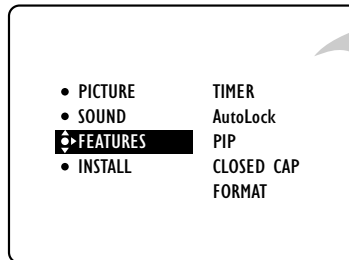 PICTURE
SOUND
FEATURES
INSTALL
TIMER
AutoLock
PIP
CLOSED CAP
FORMAT